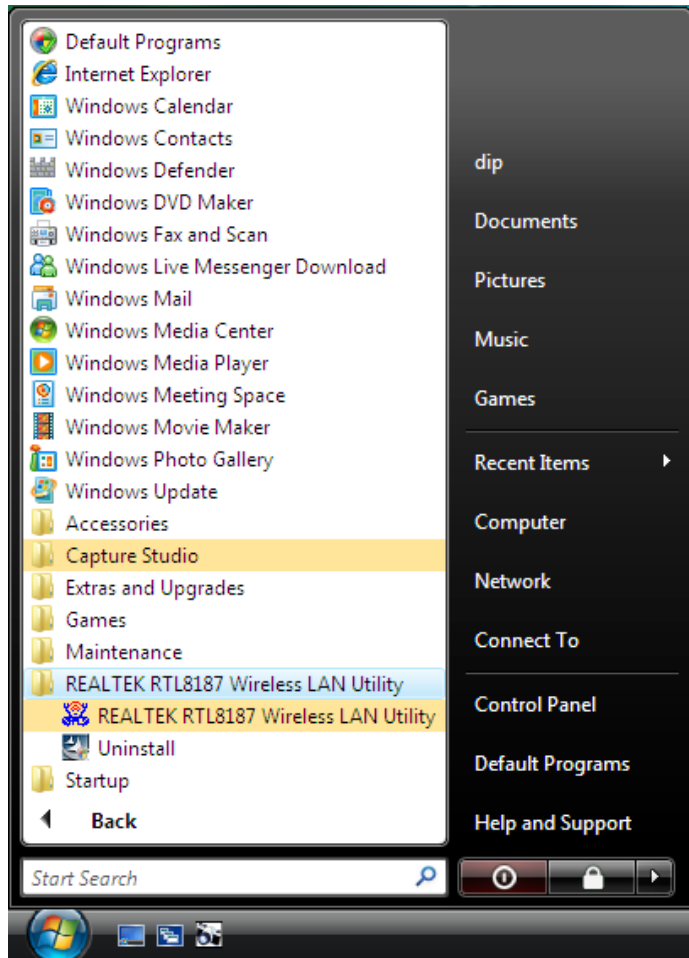 Default Programs
Internet Explorer
Windows Calendar
Windows Contacts
Windows Defender
Windows DVD Maker
Windows Fax and Scan
Windows Live Messenger Download
Windows Mail
Windows Media Center
Windows Media Player
Windows Meeting Space
Windows Movie Maker
Windows Photo Gallery
Windows Update
Accessories
Capture Studio
Extras and Upgrades
Games
Maintenance
REALTEK RTL8187 Wireless LAN Utility
REALTEK RTL8187 Wireless LAN Utility
Uninstall
Startup
Back
Start Search
dip
Documents
Pictures
Music
Games
Recent Items
Computer
Network
Connect To
Control Panel
Default Programs
Help and Support